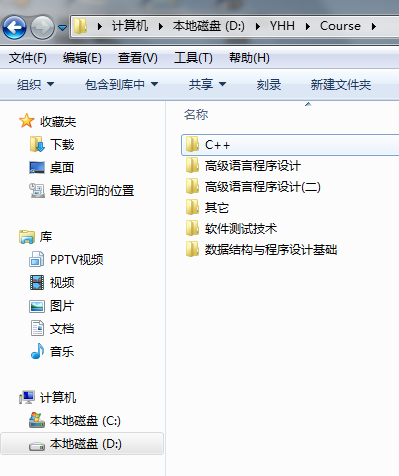 计算机 本地磁盘 (D:) YHH Course
文件(F) 编辑(E) 查看(V) 工具(T) 帮助(H)
组织 包含到库中 共享 刻录 新建文件夹
收藏夹
下载
桌面
最近访问的位置
库
PPTV视频
视频
图片
文档
音乐
计算机
本地磁盘 (C:)
本地磁盘 (D:)
名称
C++
高级语言程序设计
高级语言程序设计(二)
其它
软件测试技术
数据结构与程序设计基础